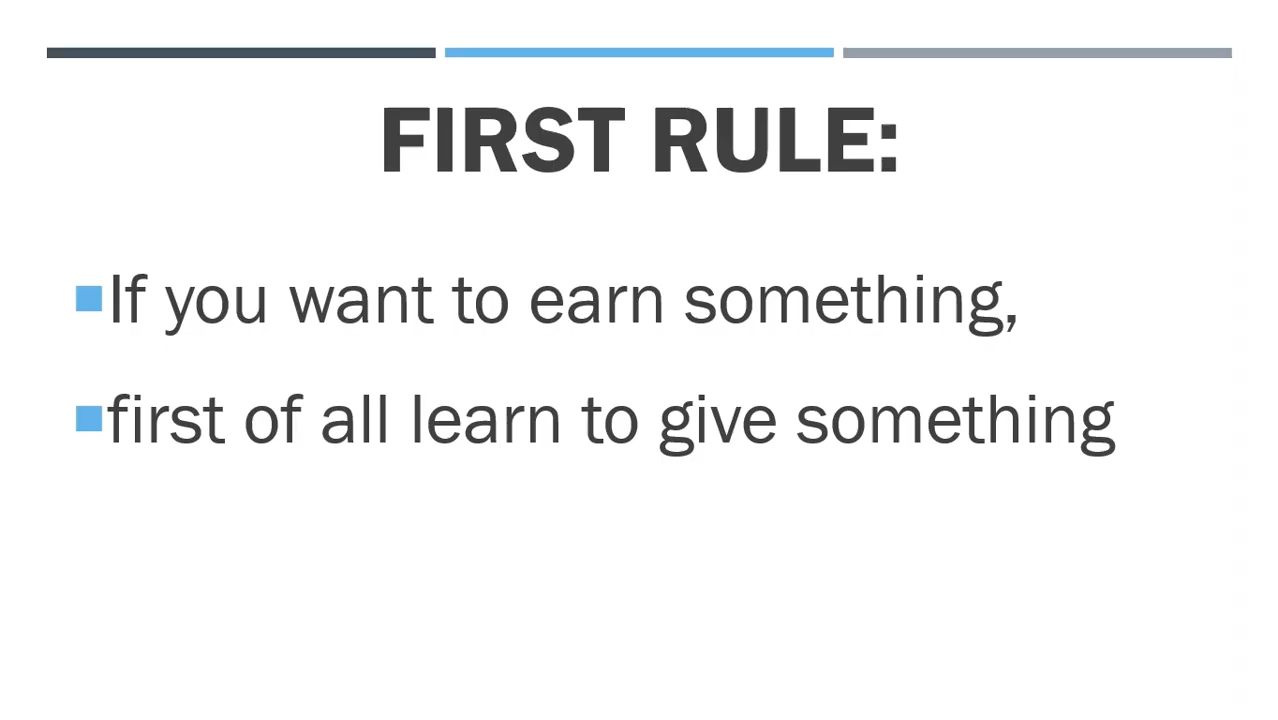 FIRST RULE:
If you want to earn something,
first of all learn to give something